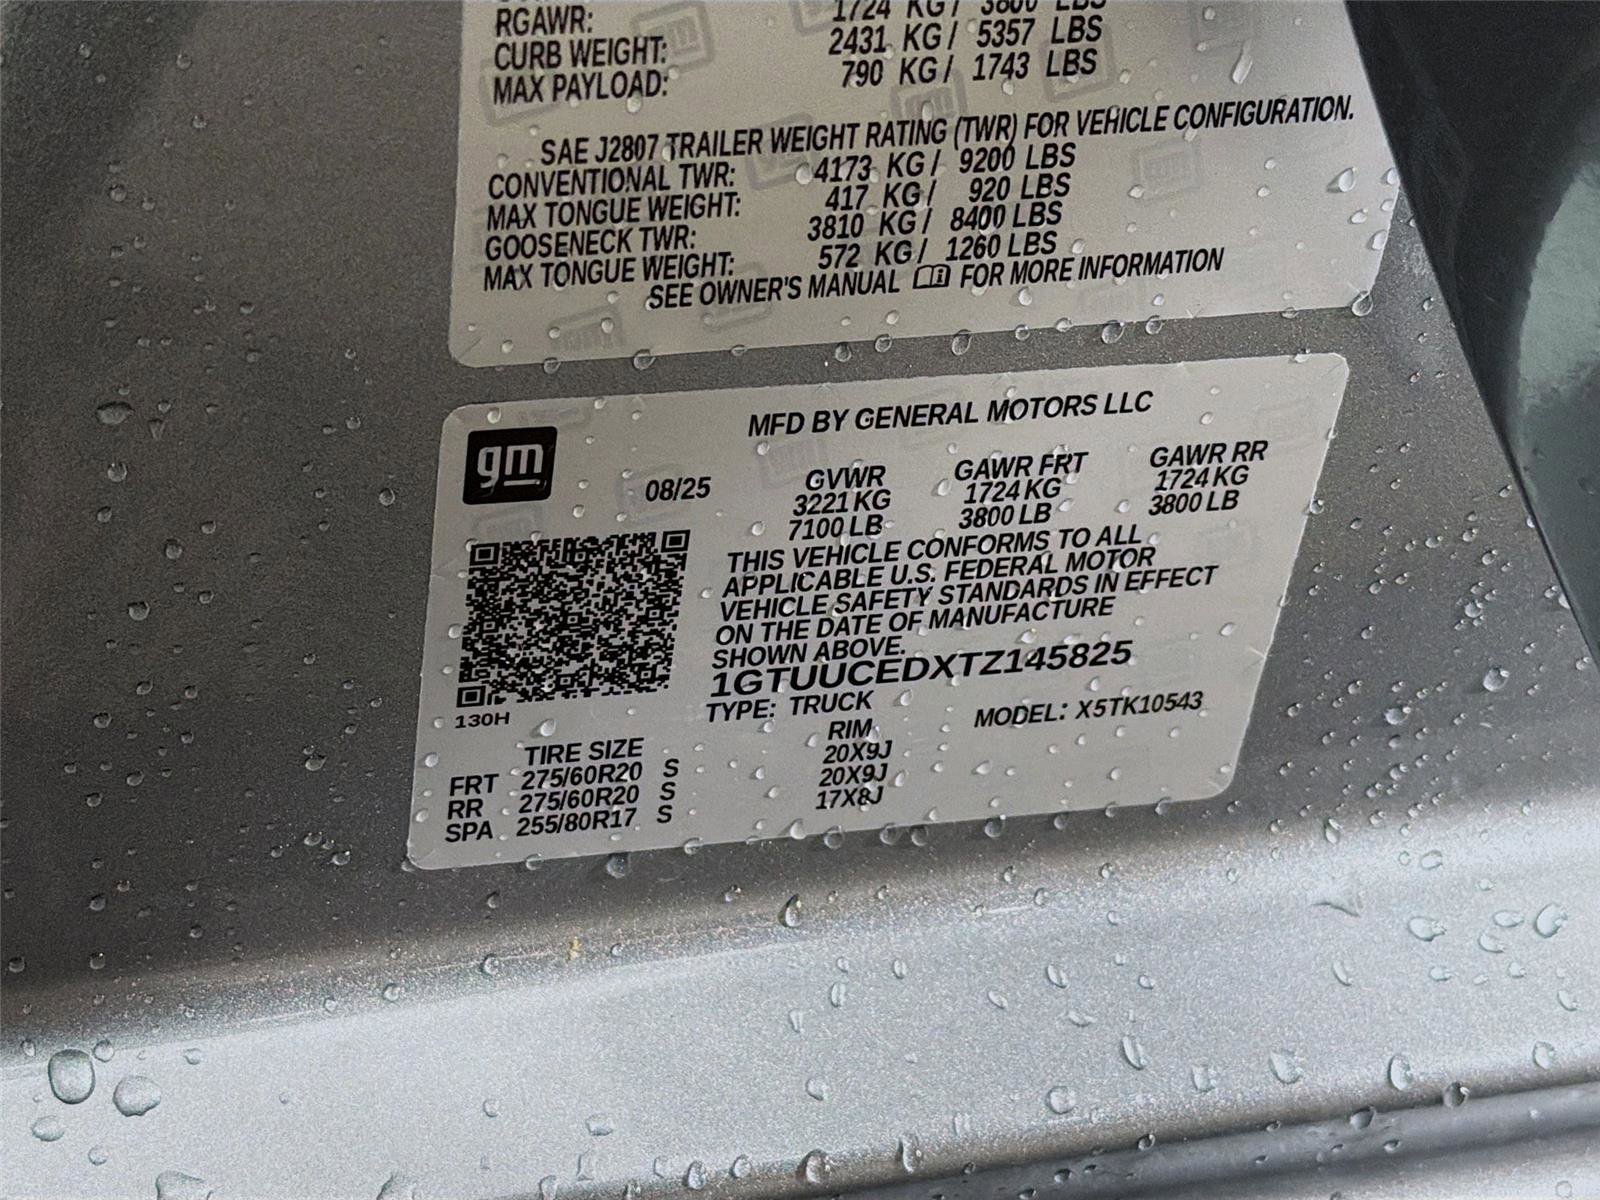 RGAWR: 1724 KG / 3800 LBS
CURB WEIGHT: 2431 KG / 5357 LBS
MAX PAYLOAD: 790 KG / 1743 LBS
SAE J2807 TRAILER WEIGHT RATING (TWR) FOR VEHICLE CONFIGURATION.
CONVENTIONAL TWR: 4173 KG / 9200 LBS
MAX TONGUE WEIGHT: 417 KG / 920 LBS
GOOSENECK TWR: 3810 KG / 8400 LBS
MAX TONGUE WEIGHT: 572 KG / 1260 LBS
SEE OWNER'S MANUAL FOR MORE INFORMATION
gm
MFD BY GENERAL MOTORS LLC
08/25 GVWR GAWR FRT GAWR RR
3221 KG 1724 KG 1724 KG
7100 LB 3800 LB 3800 LB
THIS VEHICLE CONFORMS TO ALL
APPLICABLE U.S. FEDERAL MOTOR
VEHICLE SAFETY STANDARDS IN EFFECT
ON THE DATE OF MANUFACTURE
SHOWN ABOVE.
1GTUUCEDXTZ145825
130H
TYPE: TRUCK MODEL: X5TK10543
TIRE SIZE RIM
FRT 275/60R20 S 20X9J
RR 275/60R20 S 20X9J
SPA 255/80R17 S 17X8J